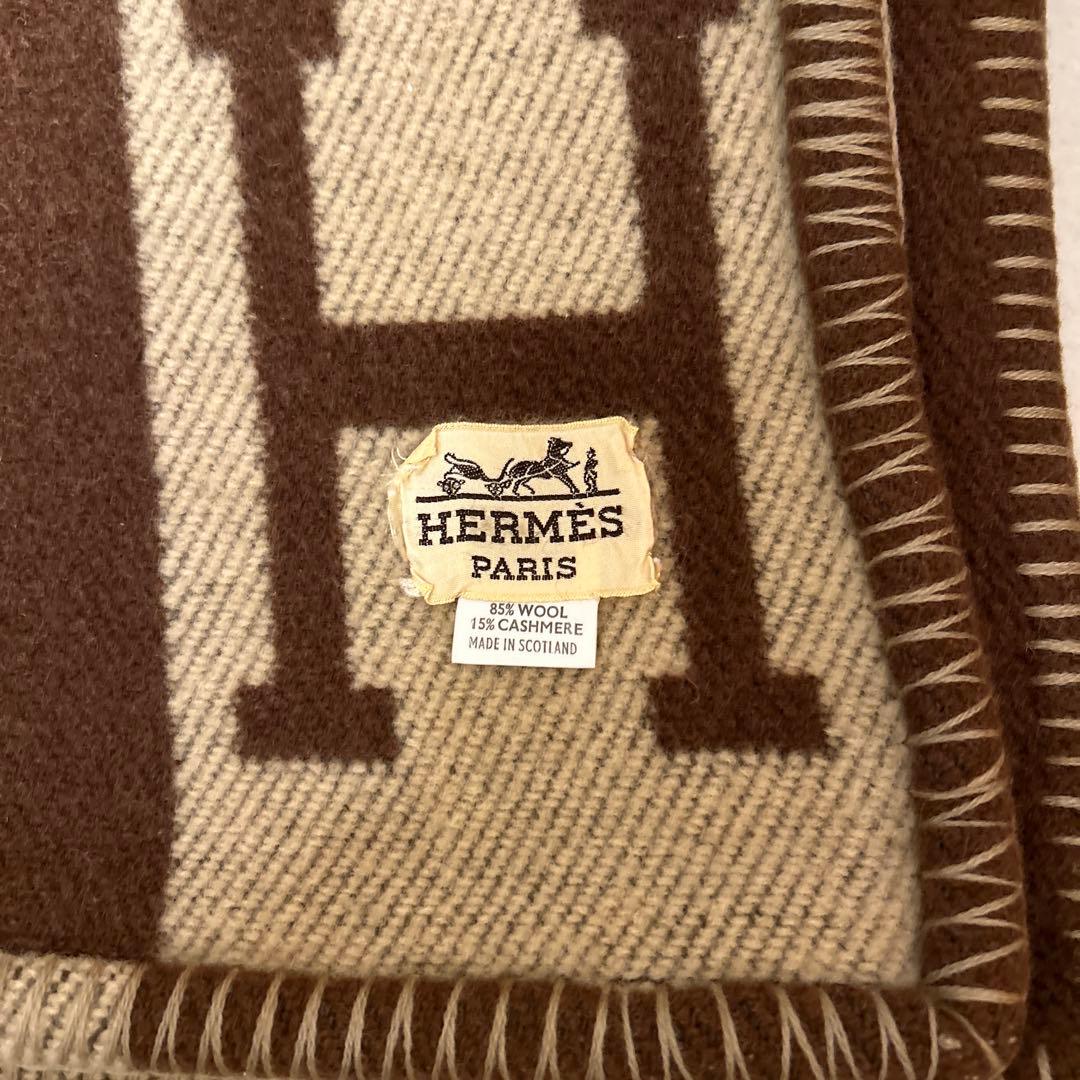 HERMÈS
PARIS
85% WOOL
15% CASHMERE
MADE IN SCOTLAND